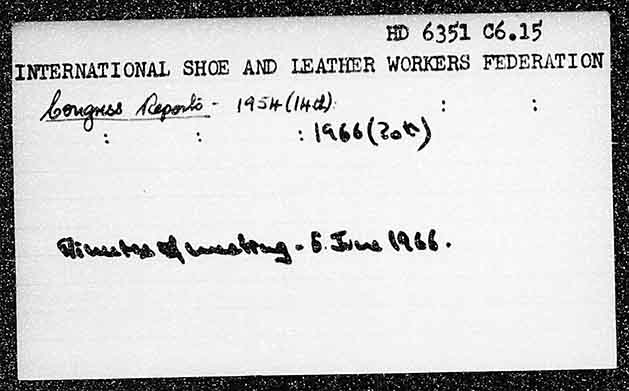 HD 6351 C6.15
INTERNATIONAL SHOE AND LEATHER WORKERS FEDERATION
Congress Reports - 1954 (14th) : :
: : : 1966 (20th)
Minutes of meeting - 5. June 1966.